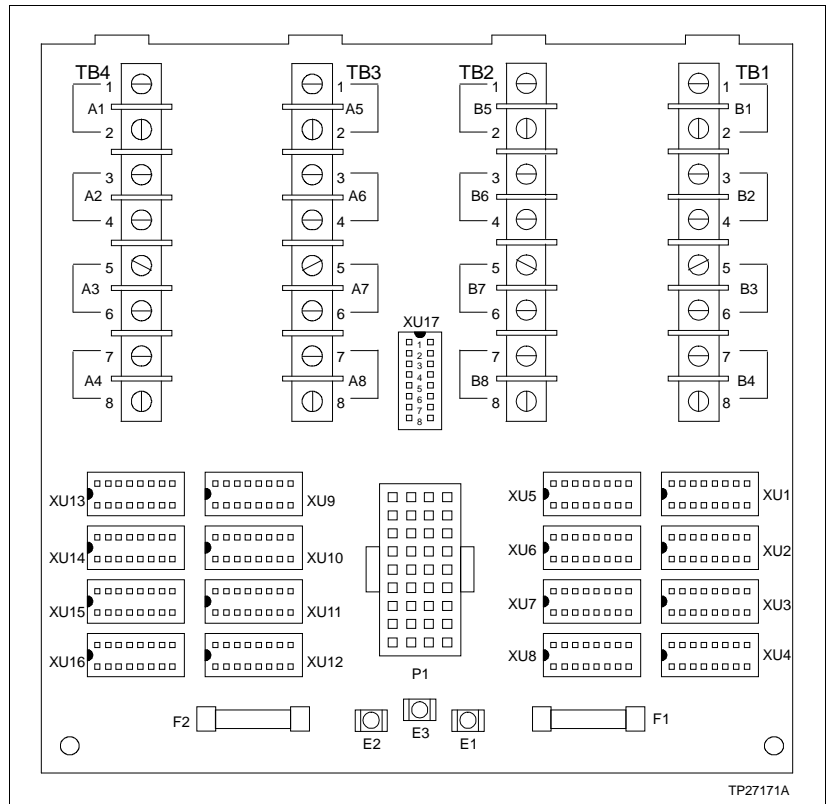 TB4 TB3 TB2 TB1
1 1 1 1
A1 A5 B5 B1
2 2 2 2
3 3 3 3
A2 A6 B6 B2
4 4 4 4
5 5 5 5
A3 A7 B7 B3
6 6 6 6
XU17
7 7 7 7
A4 A8 B8 B4
8 8 8 8
1
2
3
4
5
6
7
8
XU13 XU9 XU5 XU1
XU14 XU10 XU6 XU2
XU15 XU11 XU7 XU3
XU16 XU12 XU8 XU4
P1
F2 E2 E3 E1 F1
TP27171A